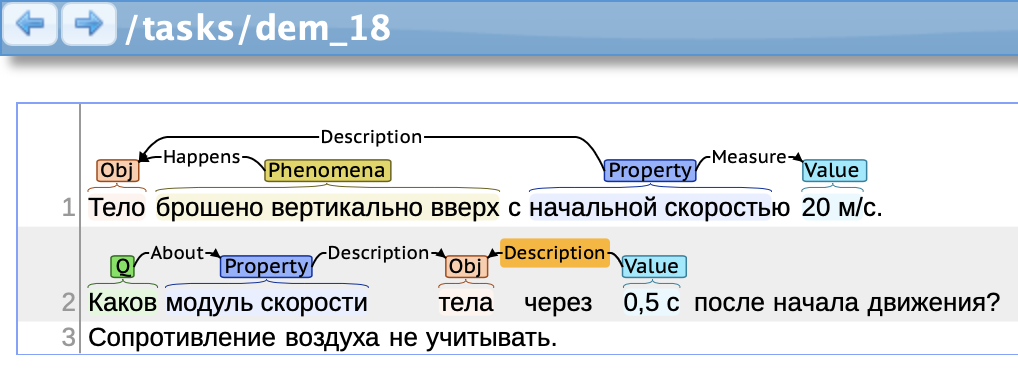 /tasks/dem_18
Description
Happens
Measure
Obj Phenomena Property Value
1 Тело брошено вертикально вверх с начальной скоростью 20 м/с.
About Description Description
Q Property Obj Value
2 Каков модуль скорости тела через 0,5 с после начала движения?
3 Сопротивление воздуха не учитывать.